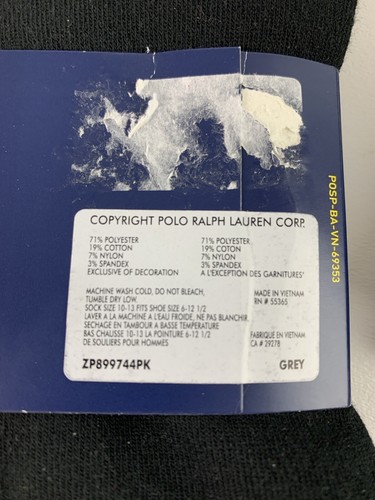 COPYRIGHT POLO RALPH LAUREN CORP.
71% POLYESTER 71% POLYESTER
19% COTTON 19% COTON
7% NYLON 7% NYLON
3% SPANDEX 3% SPANDEX
EXCLUSIVE OF DECORATION A L'EXCEPTION DES GARNITURES*
MACHINE WASH COLD, DO NOT BLEACH, MADE IN VIETNAM
TUMBLE DRY LOW. RN # 55365
SOCK SIZE 10-13 FITS SHOE SIZE 6-12 1/2
LAVER A LA MACHINE A L'EAU FROIDE, NE PAS BLANCHIR,
SECHAGE EN TAMBOUR A BASSE TEMPERATURE FABRIQUE EN VIETNAM
BAS CHAUSSE 10-13 LA POINTURE 6-12 1/2 CA # 29278
DE SOULIERS POUR HOMMES
ZP899744PK GREY
POSP-BA-VN-69353